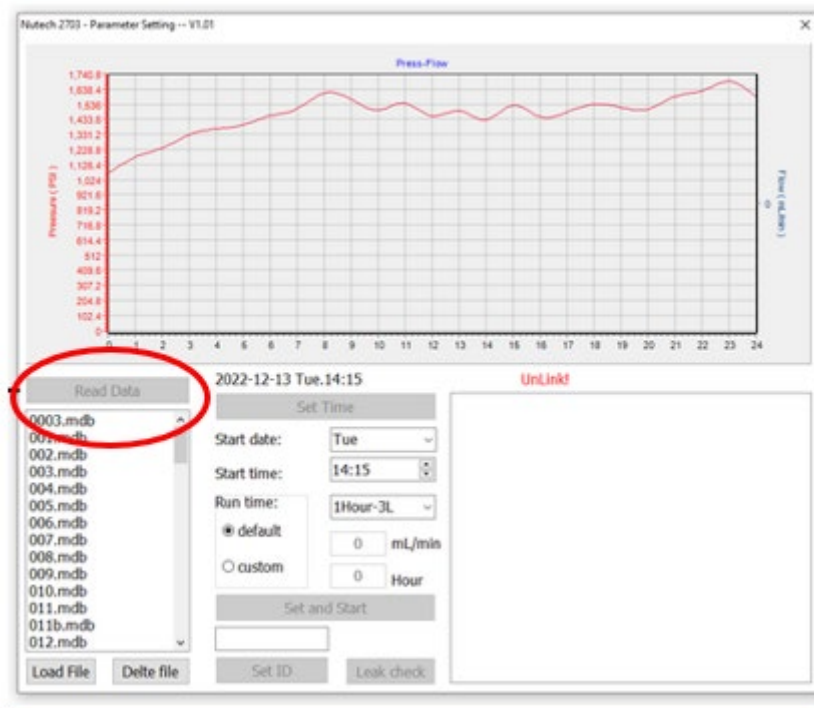 Nutech 2703 - Parameter Setting -- V1.01
Press-Flow
1,740.8
1,638.4
1,536
1,433.6
1,331.2
1,228.8
1,126.4
1,024
921.6
819.2
716.8
614.4
512
409.6
307.2
204.8
102.4
0
Pressure ( PSI )
0
Flow ( mL/min )
0 1 2 3 4 5 6 7 8 9 10 11 12 13 14 15 16 17 18 19 20 21 22 23 24
Read Data
0003.mdb
001.mdb
002.mdb
003.mdb
004.mdb
005.mdb
006.mdb
007.mdb
008.mdb
009.mdb
010.mdb
011.mdb
011b.mdb
012.mdb
Load File Delte file
2022-12-13 Tue.14:15
Set Time
Start date: Tue
Start time: 14:15
Run time: 1Hour-3L
default
0 mL/min
custom
0 Hour
Set and Start
Set ID Leak check
UnLink!